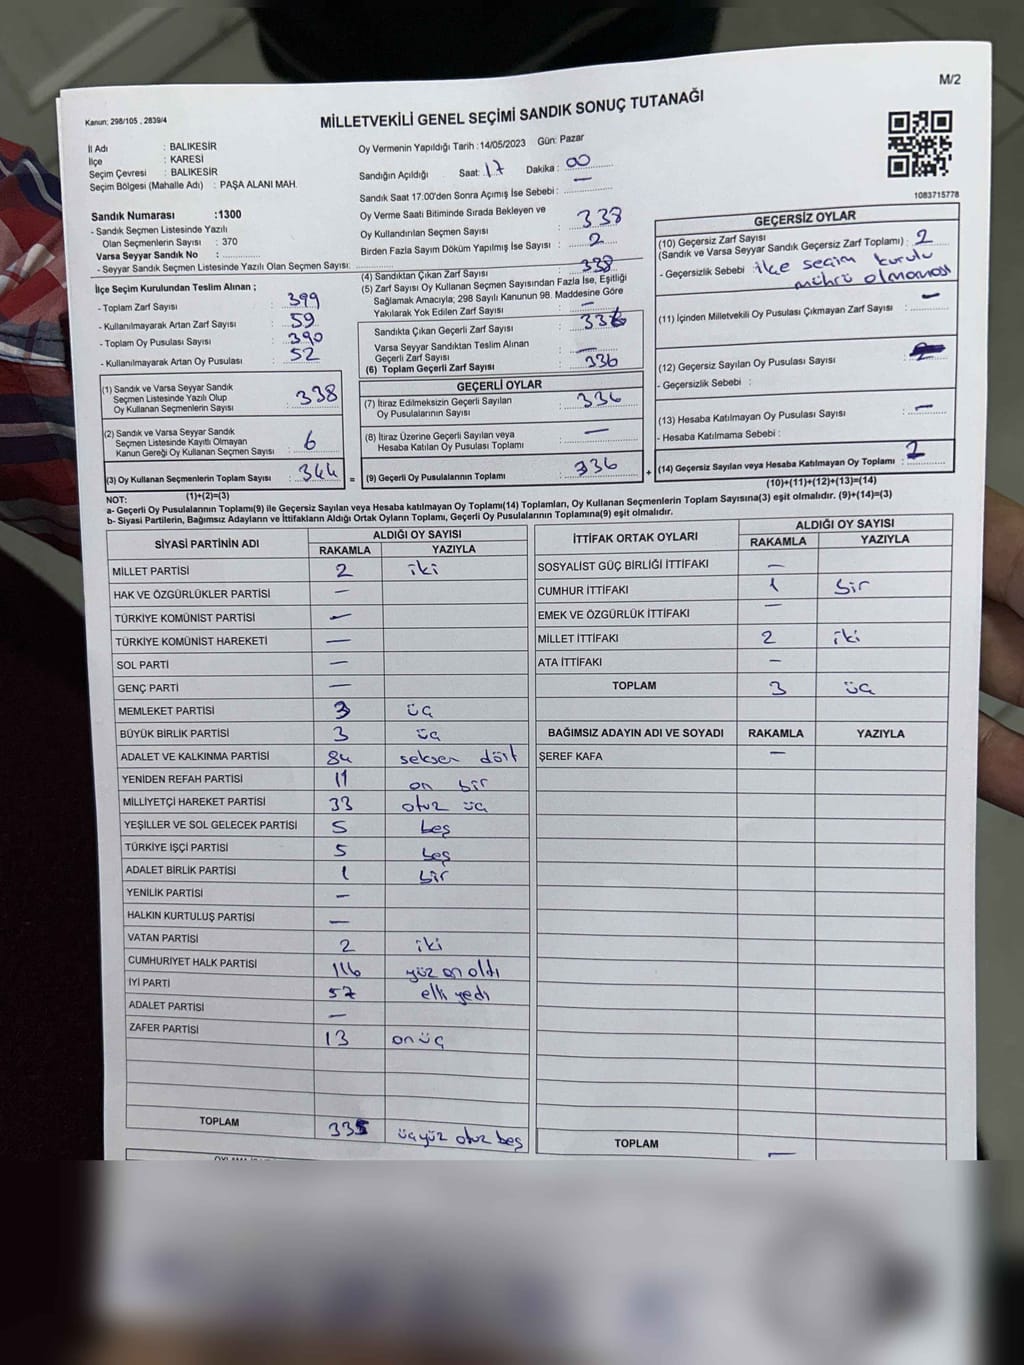 M/2
Kanun: 298/105 , 2839/4
MİLLETVEKİLİ GENEL SEÇİMİ SANDIK SONUÇ TUTANAĞI
İl Adı : BALIKESİR
İlçe : KARESİ
Seçim Çevresi : BALIKESİR
Seçim Bölgesi (Mahalle Adı) : PAŞA ALANI MAH.
Sandık Numarası :1300
- Sandık Seçmen Listesinde Yazılı
Olan Seçmenlerin Sayısı : 370
Varsa Seyyar Sandık No :
- Seyyar Sandık Seçmen Listesinde Yazılı Olan Seçmen Sayısı:
İlçe Seçim Kurulundan Teslim Alınan ;
- Toplam Zarf Sayısı : 399
- Kullanılmayarak Artan Zarf Sayısı : 59
- Toplam Oy Pusulası Sayısı : 390
- Kullanılmayarak Artan Oy Pusulası : 52
(1) Sandık ve Varsa Seyyar Sandık
Seçmen Listesinde Yazılı Olup
Oy Kullanan Seçmenlerin Sayısı : 338
(2) Sandık ve Varsa Seyyar Sandık
Seçmen Listesinde Kayıtlı Olmayan
Kanun Gereği Oy Kullanan Seçmen Sayısı : 6
(3) Oy Kullanan Seçmenlerin Toplam Sayısı : 344
(1)+(2)=(3)
Oy Vermenin Yapıldığı Tarih :14/05/2023 Gün: Pazar
Sandığın Açıldığı Saat: 17 Dakika : 00
Sandık Saat 17.00'den Sonra Açımış İse Sebebi : —
Oy Verme Saati Bitiminde Sırada Bekleyen ve
Oy Kullandırılan Seçmen Sayısı : 338
Birden Fazla Sayım Döküm Yapılmış İse Sayısı : 2
(4) Sandıktan Çıkan Zarf Sayısı : 338
(5) Zarf Sayısı Oy Kullanan Seçmen Sayısından Fazla İse, Eşitliği
Sağlamak Amacıyla; 298 Sayılı Kanunun 98. Maddesine Göre
Yakılarak Yok Edilen Zarf Sayısı : —
Sandıkta Çıkan Geçerli Zarf Sayısı : 336
Varsa Seyyar Sandıktan Teslim Alınan
Geçerli Zarf Sayısı : —
(6) Toplam Geçerli Zarf Sayısı : 336
GEÇERLİ OYLAR
(7) İtiraz Edilmeksizin Geçerli Sayılan
Oy Pusulalarının Sayısı : 336
(8) İtiraz Üzerine Geçerli Sayılan veya
Hesaba Katılan Oy Pusulası Toplamı : —
= (9) Geçerli Oy Pusulalarının Toplamı : 336
1083715778
GEÇERSİZ OYLAR
(10) Geçersiz Zarf Sayısı
(Sandık ve Varsa Seyyar Sandık Geçersiz Zarf Toplamı) : 2
- Geçersizlik Sebebi : ilçe seçim kurulu
mührü olmaması
(11) İçinden Milletvekili Oy Pusulası Çıkmayan Zarf Sayısı : —
(12) Geçersiz Sayılan Oy Pusulası Sayısı :
- Geçersizlik Sebebi :
(13) Hesaba Katılmayan Oy Pusulası Sayısı : —
- Hesaba Katılmama Sebebi :
+ (14) Geçersiz Sayılan veya Hesaba Katılmayan Oy Toplamı : 2
(10)+(11)+(12)+(13)=(14)
NOT:
a- Geçerli Oy Pusulalarının Toplamı(9) ile Geçersiz Sayılan veya Hesaba katılmayan Oy Toplamı(14) Toplamları, Oy Kullanan Seçmenlerin Toplam Sayısına(3) eşit olmalıdır. (9)+(14)=(3)
b- Siyasi Partilerin, Bağımsız Adayların ve İttifakların Aldığı Ortak Oyların Toplamı, Geçerli Oy Pusulalarının Toplamına(9) eşit olmalıdır.
SİYASİ PARTİNİN ADI ALDIĞI OY SAYISI
RAKAMLA YAZIYLA
MİLLET PARTİSİ 2 iki
HAK VE ÖZGÜRLÜKLER PARTİSİ —
TÜRKİYE KOMÜNİST PARTİSİ —
TÜRKİYE KOMÜNİST HAREKETİ —
SOL PARTİ —
GENÇ PARTİ —
MEMLEKET PARTİSİ 3 üç
BÜYÜK BİRLİK PARTİSİ 3 üç
ADALET VE KALKINMA PARTİSİ 84 seksen dört
YENİDEN REFAH PARTİSİ 11 on bir
MİLLİYETÇİ HAREKET PARTİSİ 33 otuz üç
YEŞİLLER VE SOL GELECEK PARTİSİ 5 beş
TÜRKİYE İŞÇİ PARTİSİ 5 beş
ADALET BİRLİK PARTİSİ 1 bir
YENİLİK PARTİSİ —
HALKIN KURTULUŞ PARTİSİ —
VATAN PARTİSİ 2 iki
CUMHURİYET HALK PARTİSİ 116 yüz on altı
İYİ PARTİ 57 elli yedi
ADALET PARTİSİ —
ZAFER PARTİSİ 13 on üç
TOPLAM 335 üçyüz otuz beş
İTTİFAK ORTAK OYLARI ALDIĞI OY SAYISI
RAKAMLA YAZIYLA
SOSYALİST GÜÇ BİRLİĞİ İTTİFAKI —
CUMHUR İTTİFAKI 1 bir
EMEK VE ÖZGÜRLÜK İTTİFAKI —
MİLLET İTTİFAKI 2 iki
ATA İTTİFAKI —
TOPLAM 3 üç
BAĞIMSIZ ADAYIN ADI VE SOYADI RAKAMLA YAZIYLA
ŞEREF KAFA —
TOPLAM —